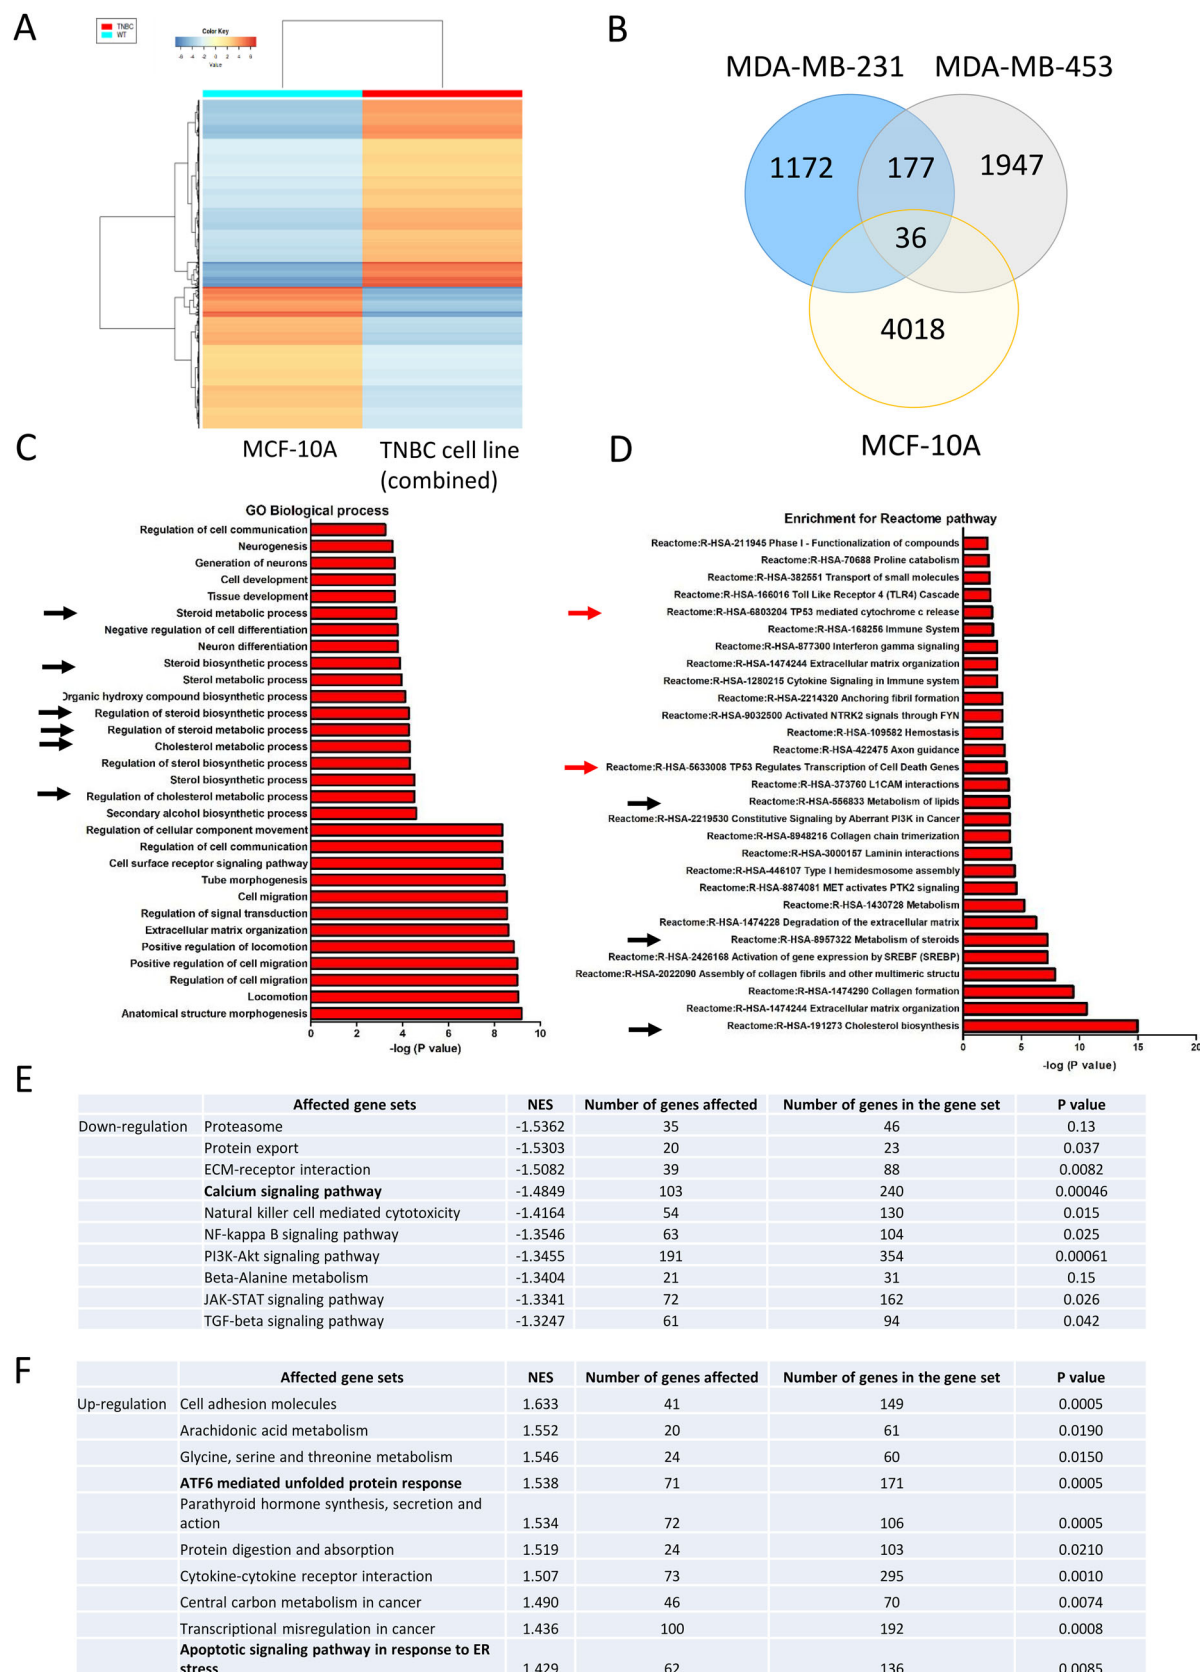 A
TNBC
WT
Color Key
-6 -4 -2 0 2 4 6
Value
MCF-10A
TNBC cell line
(combined)
B
MDA-MB-231
MDA-MB-453
1172
177
1947
36
4018
MCF-10A
C
GO Biological process
Regulation of cell communication
Neurogenesis
Generation of neurons
Cell development
Tissue development
Steroid metabolic process
Negative regulation of cell differentiation
Neuron differentiation
Steroid biosynthetic process
Sterol metabolic process
Organic hydroxy compound biosynthetic process
Regulation of steroid biosynthetic process
Regulation of steroid metabolic process
Cholesterol metabolic process
Regulation of sterol biosynthetic process
Sterol biosynthetic process
Regulation of cholesterol metabolic process
Secondary alcohol biosynthetic process
Regulation of cellular component movement
Regulation of cell communication
Cell surface receptor signaling pathway
Tube morphogenesis
Cell migration
Regulation of signal transduction
Extracellular matrix organization
Positive regulation of locomotion
Positive regulation of cell migration
Regulation of cell migration
Locomotion
Anatomical structure morphogenesis
0 2 4 6 8 10
-log (P value)
D
Enrichment for Reactome pathway
Reactome:R-HSA-211945 Phase I - Functionalization of compounds
Reactome:R-HSA-70688 Proline catabolism
Reactome:R-HSA-382551 Transport of small molecules
Reactome:R-HSA-166016 Toll Like Receptor 4 (TLR4) Cascade
Reactome:R-HSA-6803204 TP53 mediated cytochrome c release
Reactome:R-HSA-168256 Immune System
Reactome:R-HSA-877300 Interferon gamma signaling
Reactome:R-HSA-1474244 Extracellular matrix organization
Reactome:R-HSA-1280215 Cytokine Signaling in Immune system
Reactome:R-HSA-2214320 Anchoring fibril formation
Reactome:R-HSA-9032500 Activated NTRK2 signals through FYN
Reactome:R-HSA-109582 Hemostasis
Reactome:R-HSA-422475 Axon guidance
Reactome:R-HSA-5633008 TP53 Regulates Transcription of Cell Death Genes
Reactome:R-HSA-373760 L1CAM interactions
Reactome:R-HSA-556833 Metabolism of lipids
Reactome:R-HSA-2219530 Constitutive Signaling by Aberrant PI3K in Cancer
Reactome:R-HSA-8948216 Collagen chain trimerization
Reactome:R-HSA-3000157 Laminin interactions
Reactome:R-HSA-446107 Type I hemidesmosome assembly
Reactome:R-HSA-8874081 MET activates PTK2 signaling
Reactome:R-HSA-1430728 Metabolism
Reactome:R-HSA-1474228 Degradation of the extracellular matrix
Reactome:R-HSA-8957322 Metabolism of steroids
Reactome:R-HSA-2426168 Activation of gene expression by SREBF (SREBP)
Reactome:R-HSA-2022090 Assembly of collagen fibrils and other multimeric structu
Reactome:R-HSA-1474290 Collagen formation
Reactome:R-HSA-1474244 Extracellular matrix organization
Reactome:R-HSA-191273 Cholesterol biosynthesis
0 5 10 15 20
-log (P value)
E
Affected gene sets NES Number of genes affected Number of genes in the gene set P value
Down-regulation Proteasome -1.5362 35 46 0.13
Protein export -1.5303 20 23 0.037
ECM-receptor interaction -1.5082 39 88 0.0082
Calcium signaling pathway -1.4849 103 240 0.00046
Natural killer cell mediated cytotoxicity -1.4164 54 130 0.015
NF-kappa B signaling pathway -1.3546 63 104 0.025
PI3K-Akt signaling pathway -1.3455 191 354 0.00061
Beta-Alanine metabolism -1.3404 21 31 0.15
JAK-STAT signaling pathway -1.3341 72 162 0.026
TGF-beta signaling pathway -1.3247 61 94 0.042
F
Affected gene sets NES Number of genes affected Number of genes in the gene set P value
Up-regulation Cell adhesion molecules 1.633 41 149 0.0005
Arachidonic acid metabolism 1.552 20 61 0.0190
Glycine, serine and threonine metabolism 1.546 24 60 0.0150
ATF6 mediated unfolded protein response 1.538 71 171 0.0005
Parathyroid hormone synthesis, secretion and
action 1.534 72 106 0.0005
Protein digestion and absorption 1.519 24 103 0.0210
Cytokine-cytokine receptor interaction 1.507 73 295 0.0010
Central carbon metabolism in cancer 1.490 46 70 0.0074
Transcriptional misregulation in cancer 1.436 100 192 0.0008
Apoptotic signaling pathway in response to ER
stress 1.429 62 136 0.0085